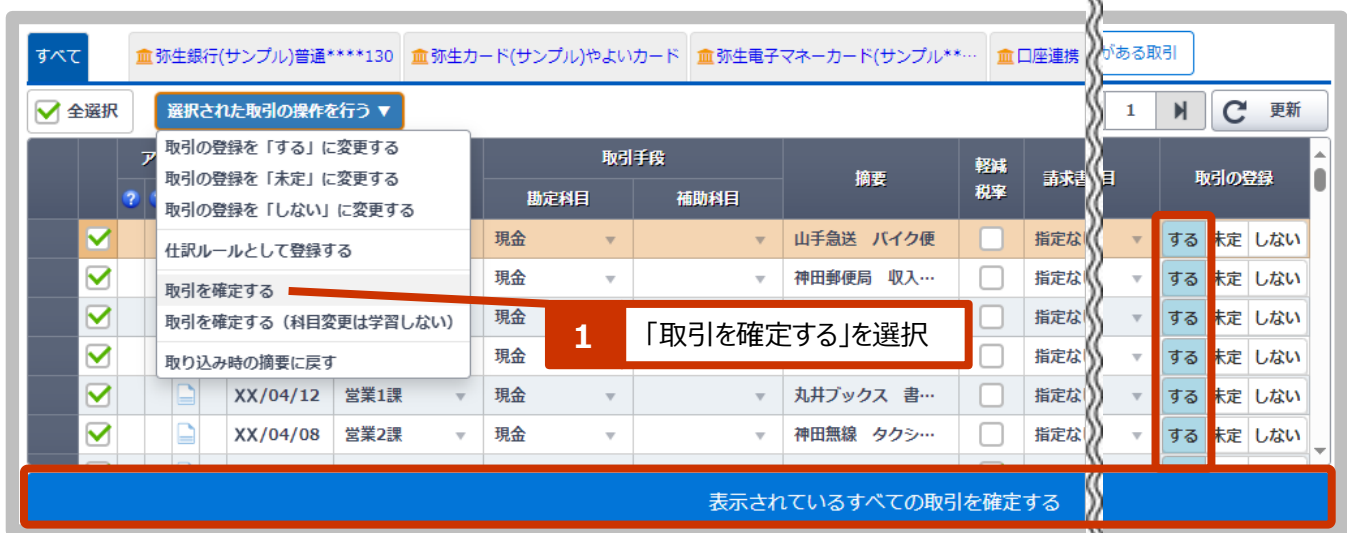 すべて 弥生銀行(サンプル)普通****130 弥生カード(サンプル)やよいカード 弥生電子マネーカード(サンプル**… 口座連携 がある取引
全選択 選択された取引の操作を行う ▼ 1 更新
取引の登録を「する」に変更する
取引の登録を「未定」に変更する
取引の登録を「しない」に変更する
仕訳ルールとして登録する
取引を確定する
取引を確定する（科目変更は学習しない）
取り込み時の摘要に戻す
ア 取引手段 摘要 軽減税率 請求書 目 取引の登録
勘定科目 補助科目
現金 山手急送 バイク便 指定な する 未定 しない
現金 神田郵便局 収入… 指定な する 未定 しない
現金 指定な する 未定 しない
現金 指定な する 未定 しない
XX/04/12 営業1課 現金 丸井ブックス 書… 指定な する 未定 しない
XX/04/08 営業2課 現金 神田無線 タクシ… 指定な する 未定 しない
1 「取引を確定する」を選択
表示されているすべての取引を確定する